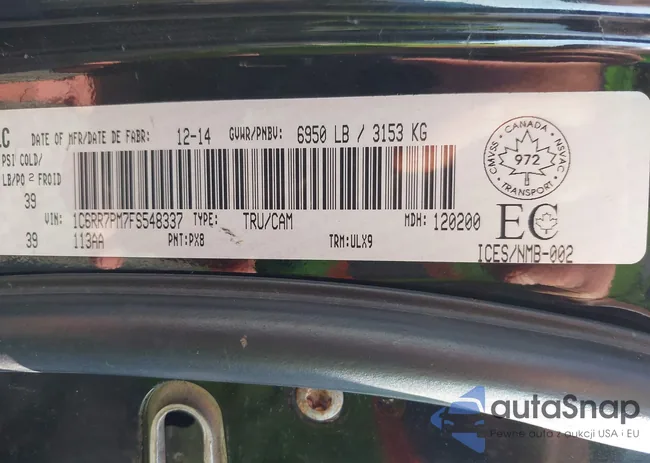 LC DATE OF MFR/DATE DE FABR: 12-14 GVWR/PNBV: 6950 LB / 3153 KG
PSI COLD/
LB/PO 2 FROID
39
VIN: 1C6RR7PM7FS548337 TYPE: TRU/CAM MDH: 120200
39 113AA PNT:PX8 TRM:ULX9
CANADA
CMVSS 972 NSVAC
TRANSPORT
EC
ICES/NMB-002
autaSnap
Pewne auta z aukcji USA i EU